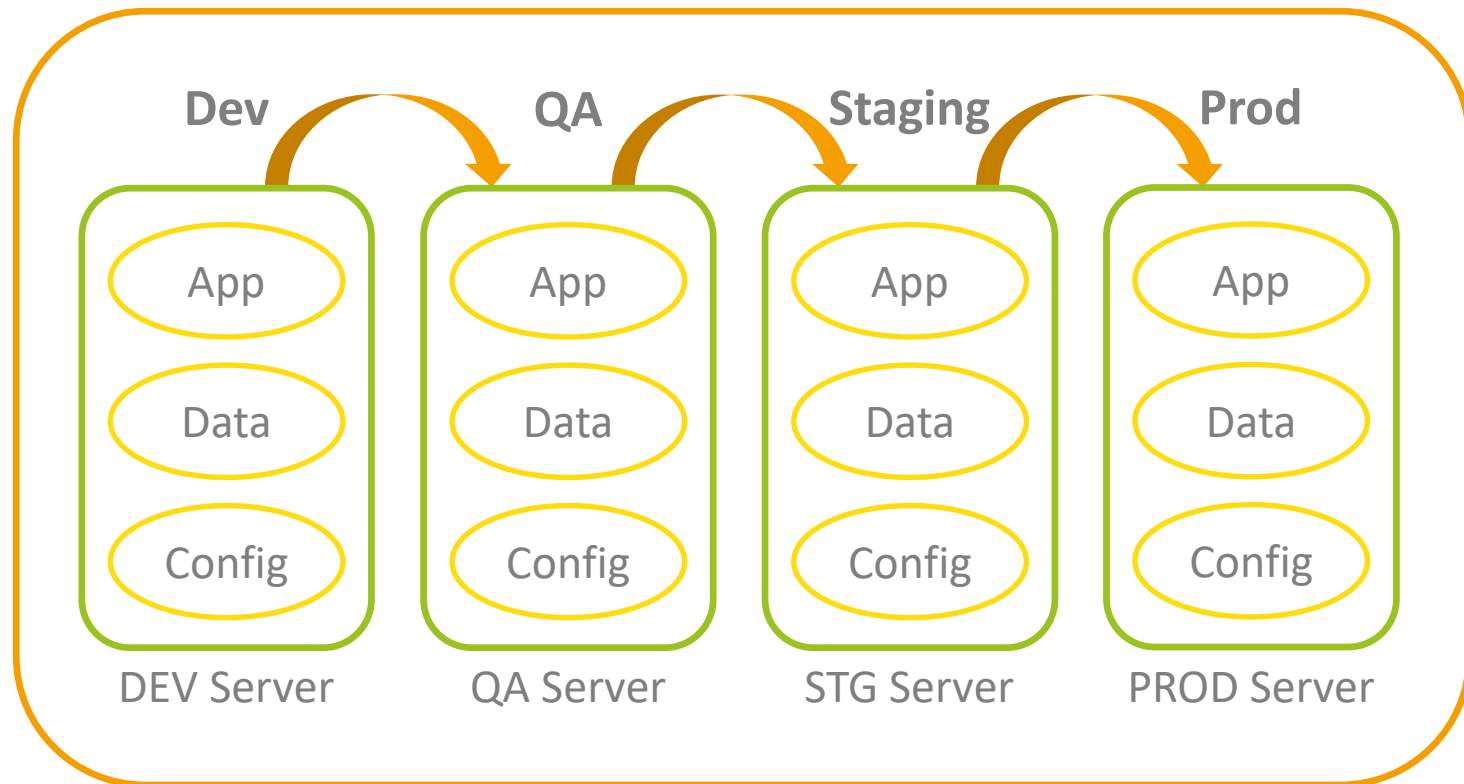 Dev
QA
Staging
Prod
App
App
App
App
Data
Data
Data
Data
Config
Config
Config
Config
DEV Server
QA Server
STG Server
PROD Server